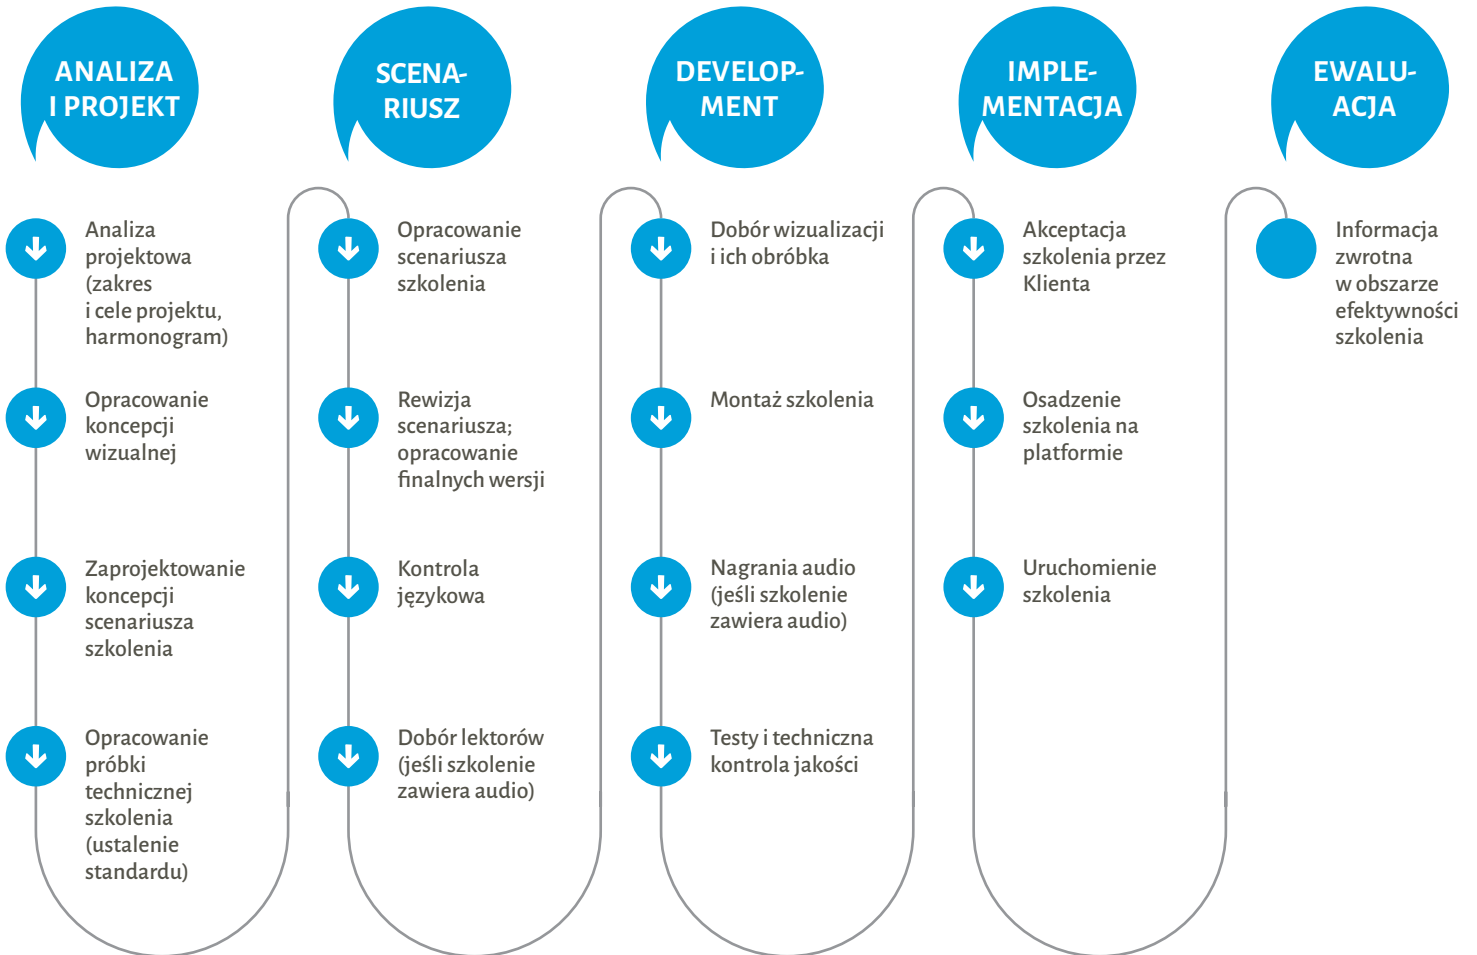 ANALIZA
I PROJEKT
Analiza
projektowa
(zakres
i cele projektu,
harmonogram)
Opracowanie
koncepcji
wizualnej
Zaprojektowanie
koncepcji
scenariusza
szkolenia
Opracowanie
próbki
technicznej
szkolenia
(ustalenie
standardu)
SCENA-
RIUSZ
Opracowanie
scenariusza
szkolenia
Rewizja
scenariusza;
opracowanie
finalnych wersji
Kontrola
językowa
Dobór lektorów
(jeśli szkolenie
zawiera audio)
DEVELOP-
MENT
Dobór wizualizacji
i ich obróbka
Montaż szkolenia
Nagrania audio
(jeśli szkolenie
zawiera audio)
Testy i techniczna
kontrola jakości
IMPLE-
MENTACJA
Akceptacja
szkolenia przez
Klienta
Osadzenie
szkolenia na
platformie
Uruchomienie
szkolenia
EWALU-
ACJA
Informacja
zwrotna
w obszarze
efektywności
szkolenia